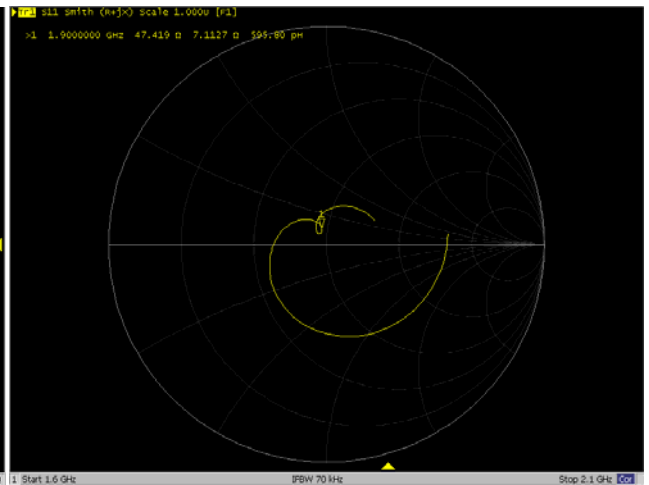 Tr1 S11 Smith (R+jX) Scale 1.000U [F1]
>1 1.9000000 GHz 47.419 Ω 7.1127 Ω 595.80 pH
1
1 Start 1.6 GHz IFBW 70 kHz Stop 2.1 GHz Cor